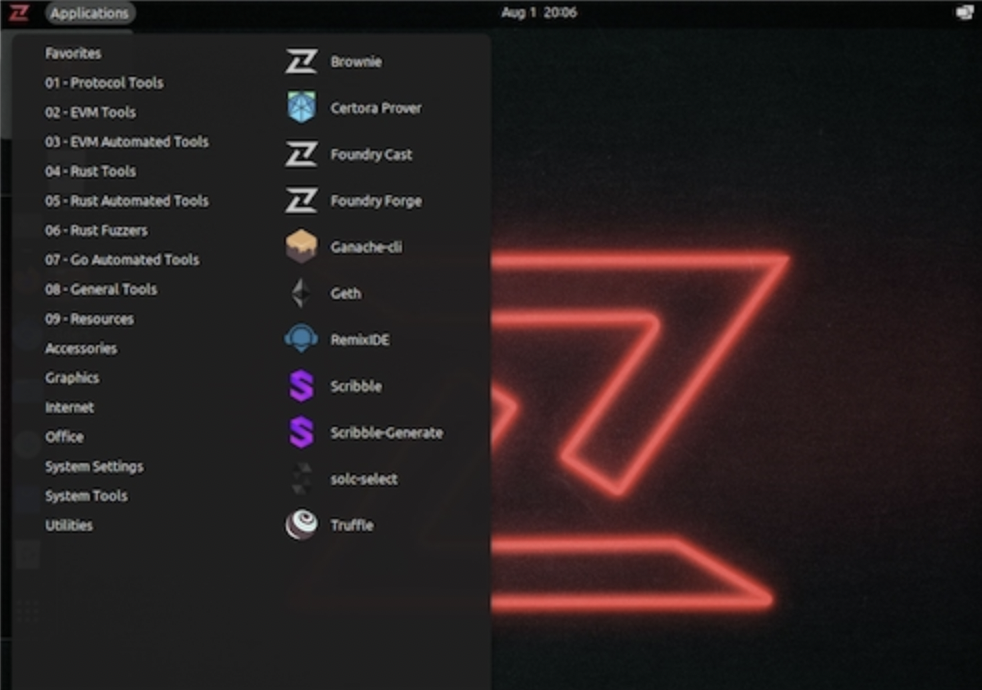 Applications
Aug 1 20:06
Favorites
01 - Protocol Tools
02 - EVM Tools
03 - EVM Automated Tools
04 - Rust Tools
05 - Rust Automated Tools
06 - Rust Fuzzers
07 - Go Automated Tools
08 - General Tools
09 - Resources
Accessories
Graphics
Internet
Office
System Settings
System Tools
Utilities
Brownie
Certora Prover
Foundry Cast
Foundry Forge
Ganache-cli
Geth
RemixIDE
Scribble
Scribble-Generate
solc-select
Truffle